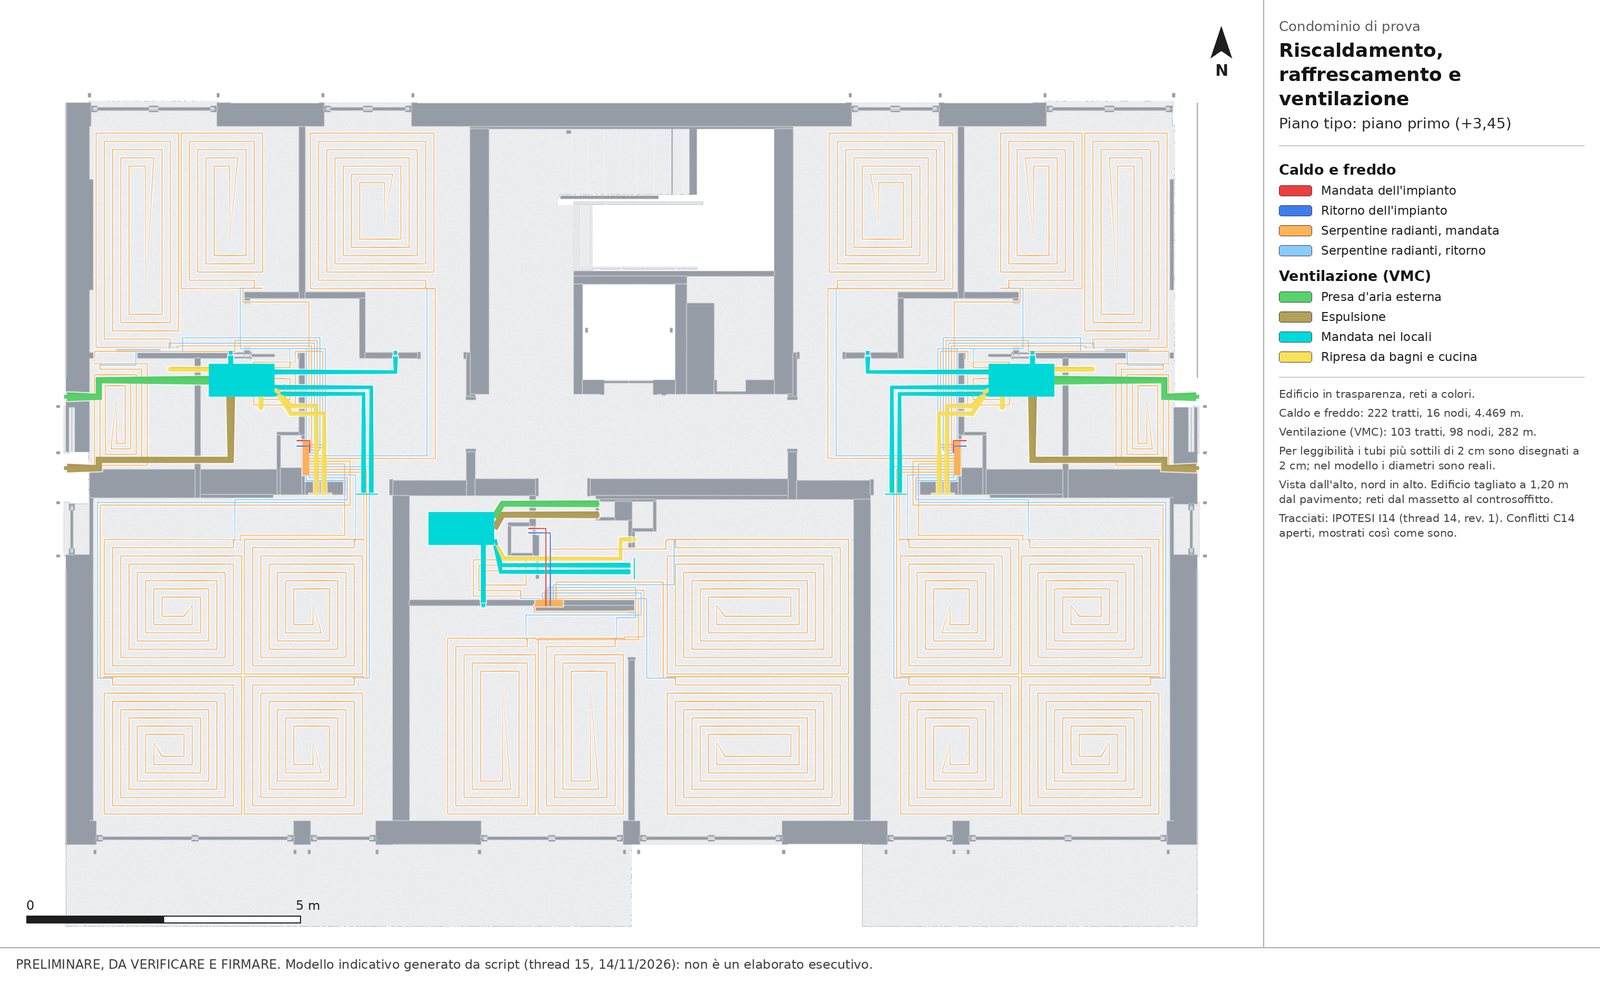 Condominio di prova
Riscaldamento,
raffrescamento e
ventilazione
Piano tipo: piano primo (+3,45)
Caldo e freddo
Mandata dell'impianto
Ritorno dell'impianto
Serpentine radianti, mandata
Serpentine radianti, ritorno
Ventilazione (VMC)
Presa d'aria esterna
Espulsione
Mandata nei locali
Ripresa da bagni e cucina
Edificio in trasparenza, reti a colori.
Caldo e freddo: 222 tratti, 16 nodi, 4.469 m.
Ventilazione (VMC): 103 tratti, 98 nodi, 282 m.
Per leggibilità i tubi più sottili di 2 cm sono disegnati a
2 cm; nel modello i diametri sono reali.
Vista dall'alto, nord in alto. Edificio tagliato a 1,20 m
dal pavimento; reti dal massetto al controsoffitto.
Tracciati: IPOTESI I14 (thread 14, rev. 1). Conflitti C14
aperti, mostrati così come sono.
N
0 5 m
PRELIMINARE, DA VERIFICARE E FIRMARE. Modello indicativo generato da script (thread 15, 14/11/2026): non è un elaborato esecutivo.